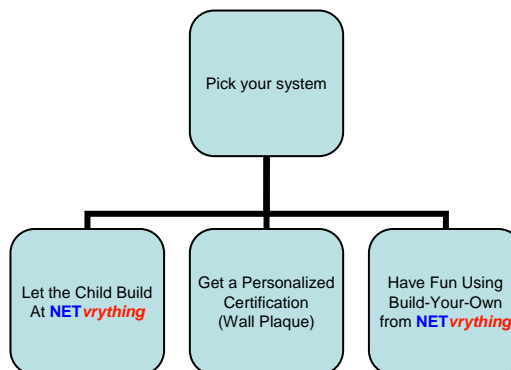 Pick your system
Let the Child Build
At NETvrything
Get a Personalized
Certification
(Wall Plaque)
Have Fun Using
Build-Your-Own
from NETvrything